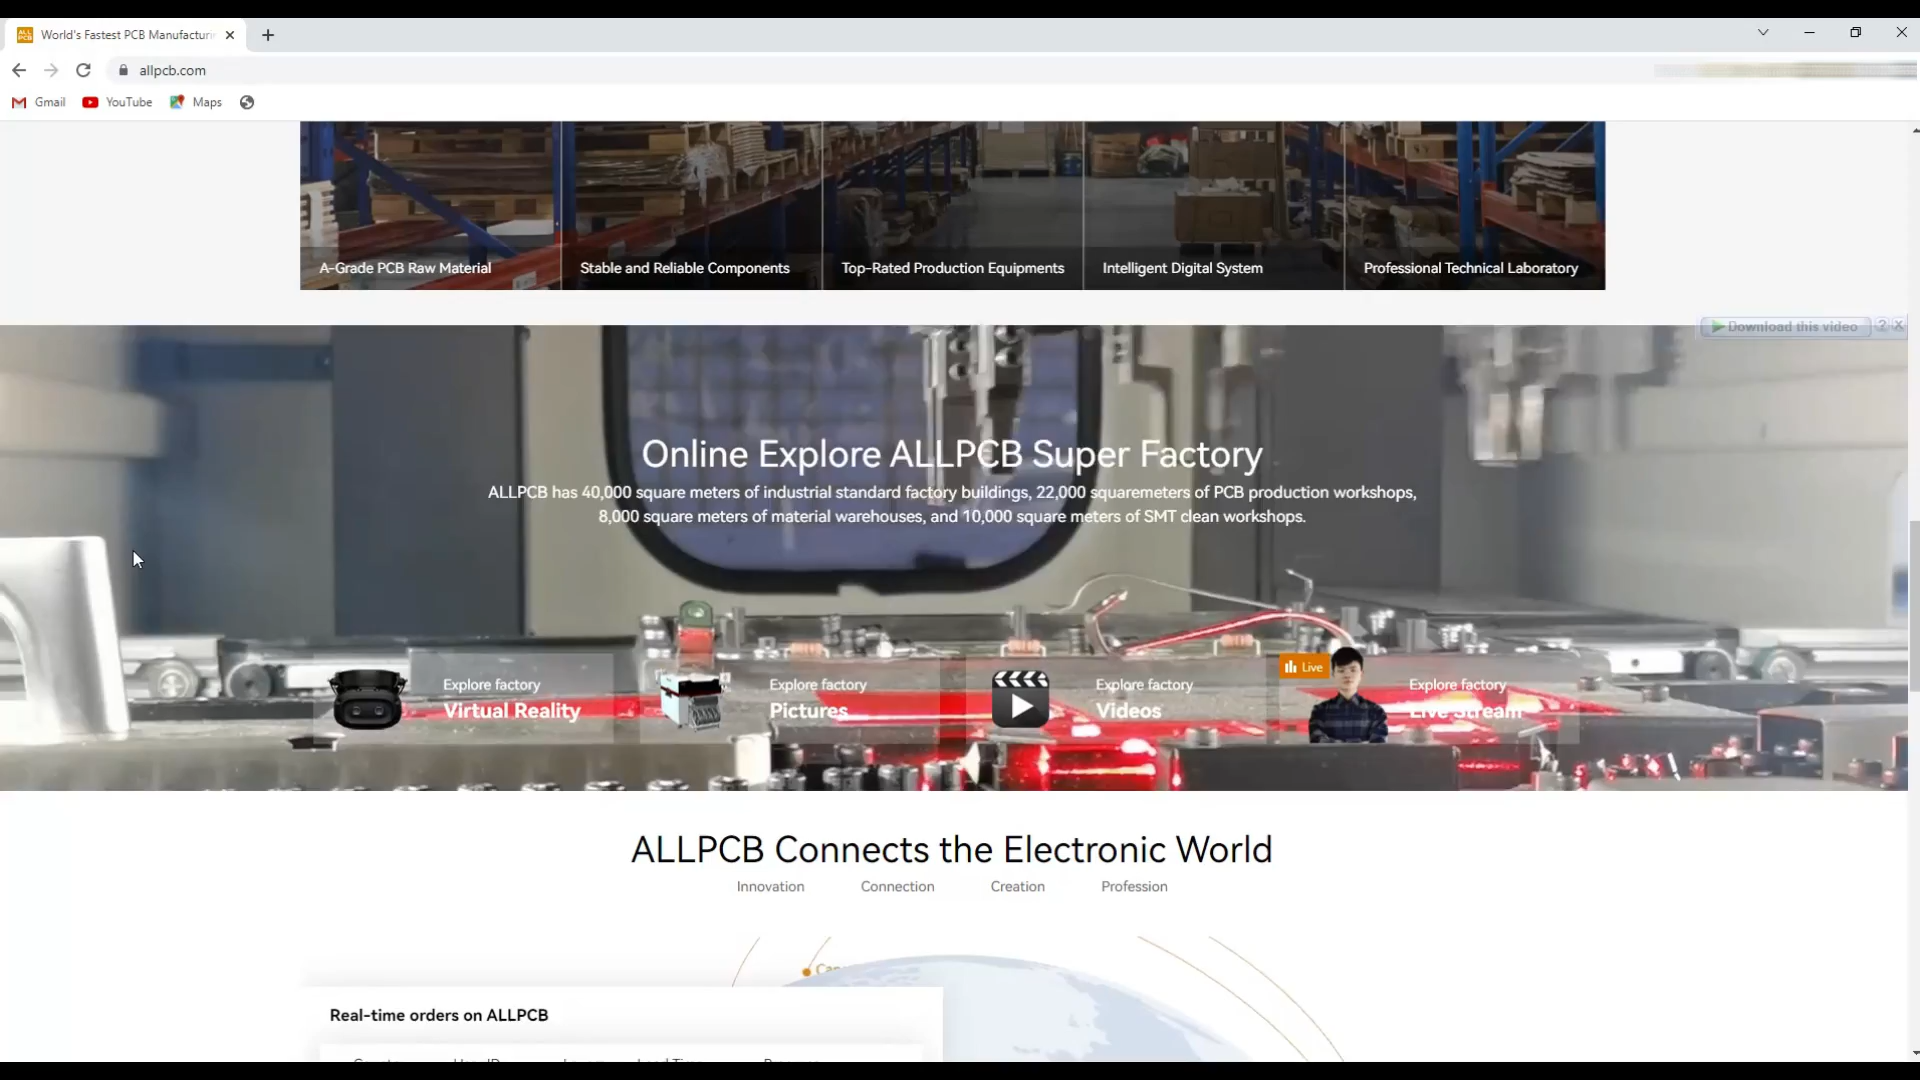 World's Fastest PCB Manufacturi
allpcb.com
Gmail
YouTube
Maps
A-Grade PCB Raw Material
Stable and Reliable Components
Top-Rated Production Equipments
Intelligent Digital System
Professional Technical Laboratory
Download this video
Online Explore ALLPCB Super Factory
ALLPCB has 40,000 square meters of industrial standard factory buildings, 22,000 squaremeters of PCB production workshops,
8,000 square meters of material warehouses, and 10,000 square meters of SMT clean workshops.
Explore factory
Virtual Reality
Explore factory
Pictures
Explore factory
Videos
Live
Explore factory
Live Stream
ALLPCB Connects the Electronic World
Innovation
Connection
Creation
Profession
Real-time orders on ALLPCB